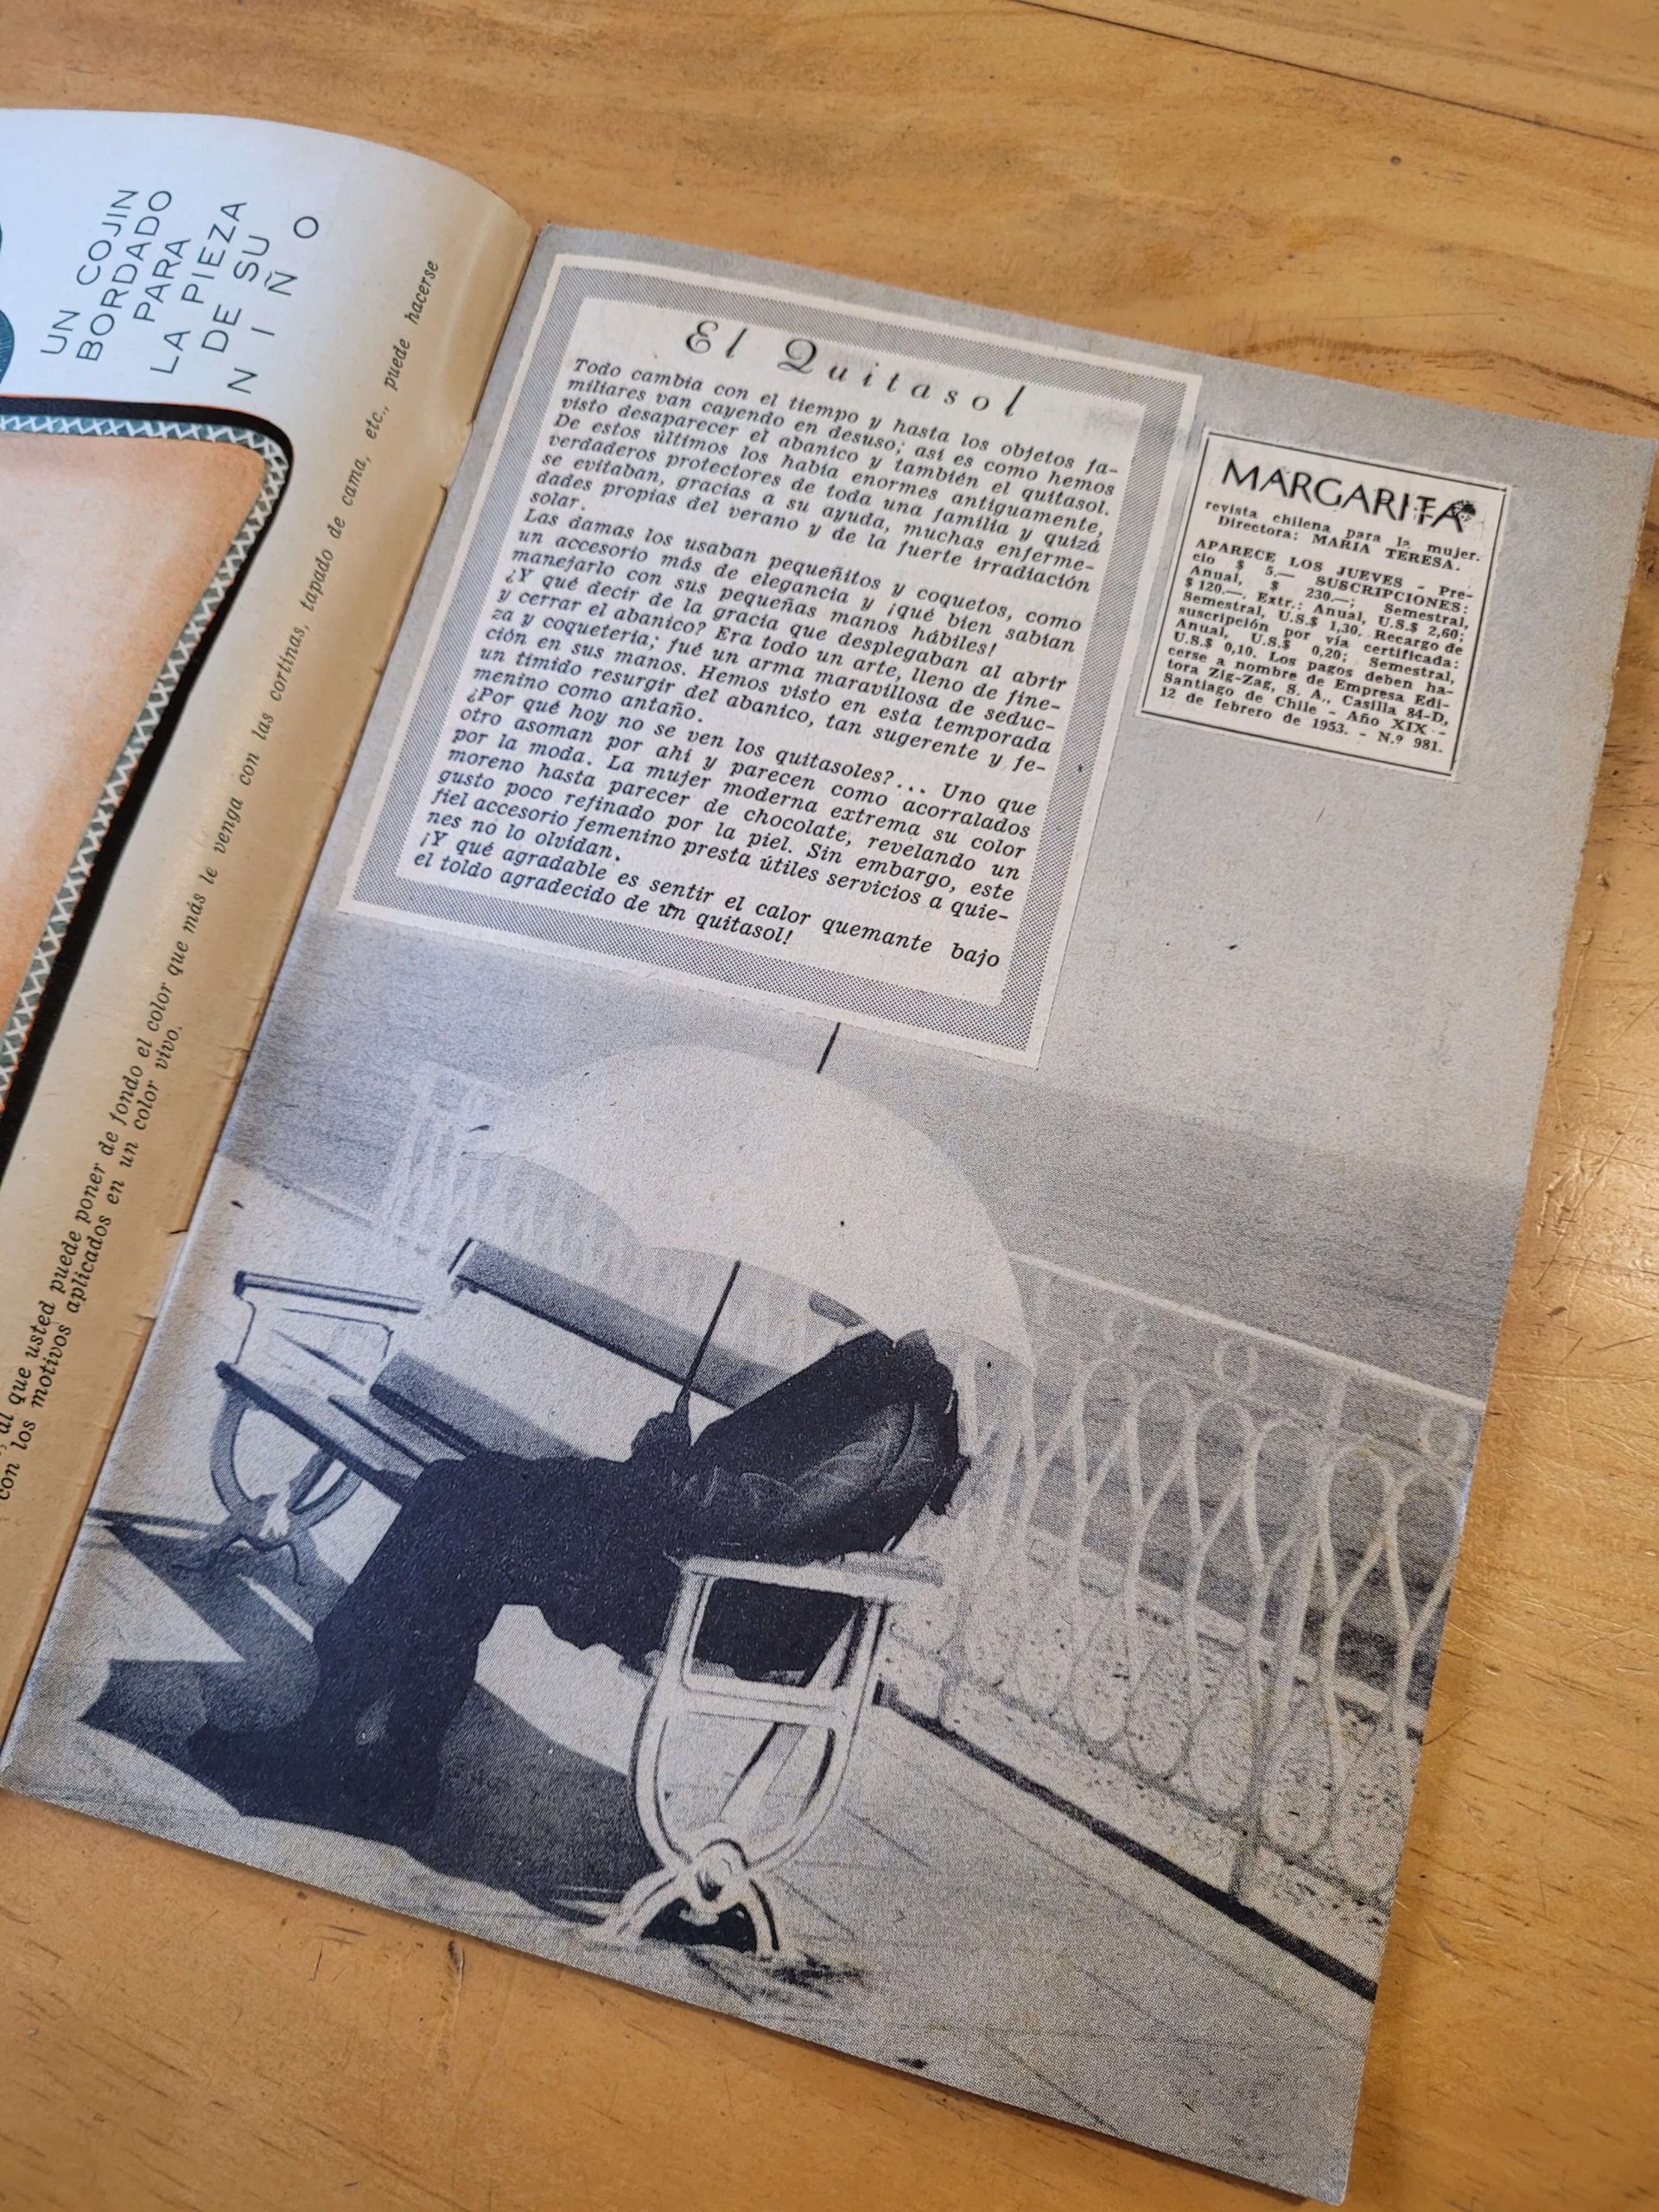 UN COJIN
BORDADO
PARA
LA PIEZA
DE SU
NIÑO
al que usted puede poner de fondo el color que más le venga con las cortinas, tapado de cama, etc., puede hacerse
con los motivos aplicados en un color vivo.
El Quitasol
Todo cambia con el tiempo y hasta los objetos fa-
miliares van cayendo en desuso; así es como hemos
visto desaparecer el abanico y también el quitasol.
De estos últimos los había enormes antiguamente,
verdaderos protectores de toda una familia y quizá
se evitaban, gracias a su ayuda, muchas enferme-
dades propias del verano y de la fuerte irradiación
solar.
Las damas los usaban pequeñitos y coquetos, como
un accesorio más de elegancia y ¡qué bien sabían
manejarlo con sus pequeñas manos hábiles!
¿Y qué decir de la gracia que desplegaban al abrir
y cerrar el abanico? Era todo un arte, lleno de fine-
za y coquetería; fué un arma maravillosa de seduc-
ción en sus manos. Hemos visto en esta temporada
un tímido resurgir del abanico, tan sugerente y fe-
menino como antaño.
¿Por qué hoy no se ven los quitasoles?... Uno que
otro asoman por ahí y parecen como acorralados
por la moda. La mujer moderna extrema su color
moreno hasta parecer de chocolate, revelando un
gusto poco refinado por la piel. Sin embargo, este
fiel accesorio femenino presta útiles servicios a quie-
nes no lo olvidan.
¡Y qué agradable es sentir el calor quemante bajo
el toldo agradecido de un quitasol!
MARGARITA
revista chilena para la mujer.
Directora: MARIA TERESA.
APARECE LOS JUEVES - Pre-
cio $ 5.— SUSCRIPCIONES:
Anual, $ 230.—; Semestral,
$ 120.—. Extr.: Anual, U.S.$ 2,60;
Semestral, U.S.$ 1,30. Recargo de
suscripción por vía certificada:
Anual, U.S.$ 0,20; Semestral,
U.S.$ 0,10. Los pagos deben ha-
cerse a nombre de Empresa Edi-
tora Zig-Zag, S. A., Casilla 84-D,
Santiago de Chile - Año XIX -
12 de febrero de 1953. - N.º 981.